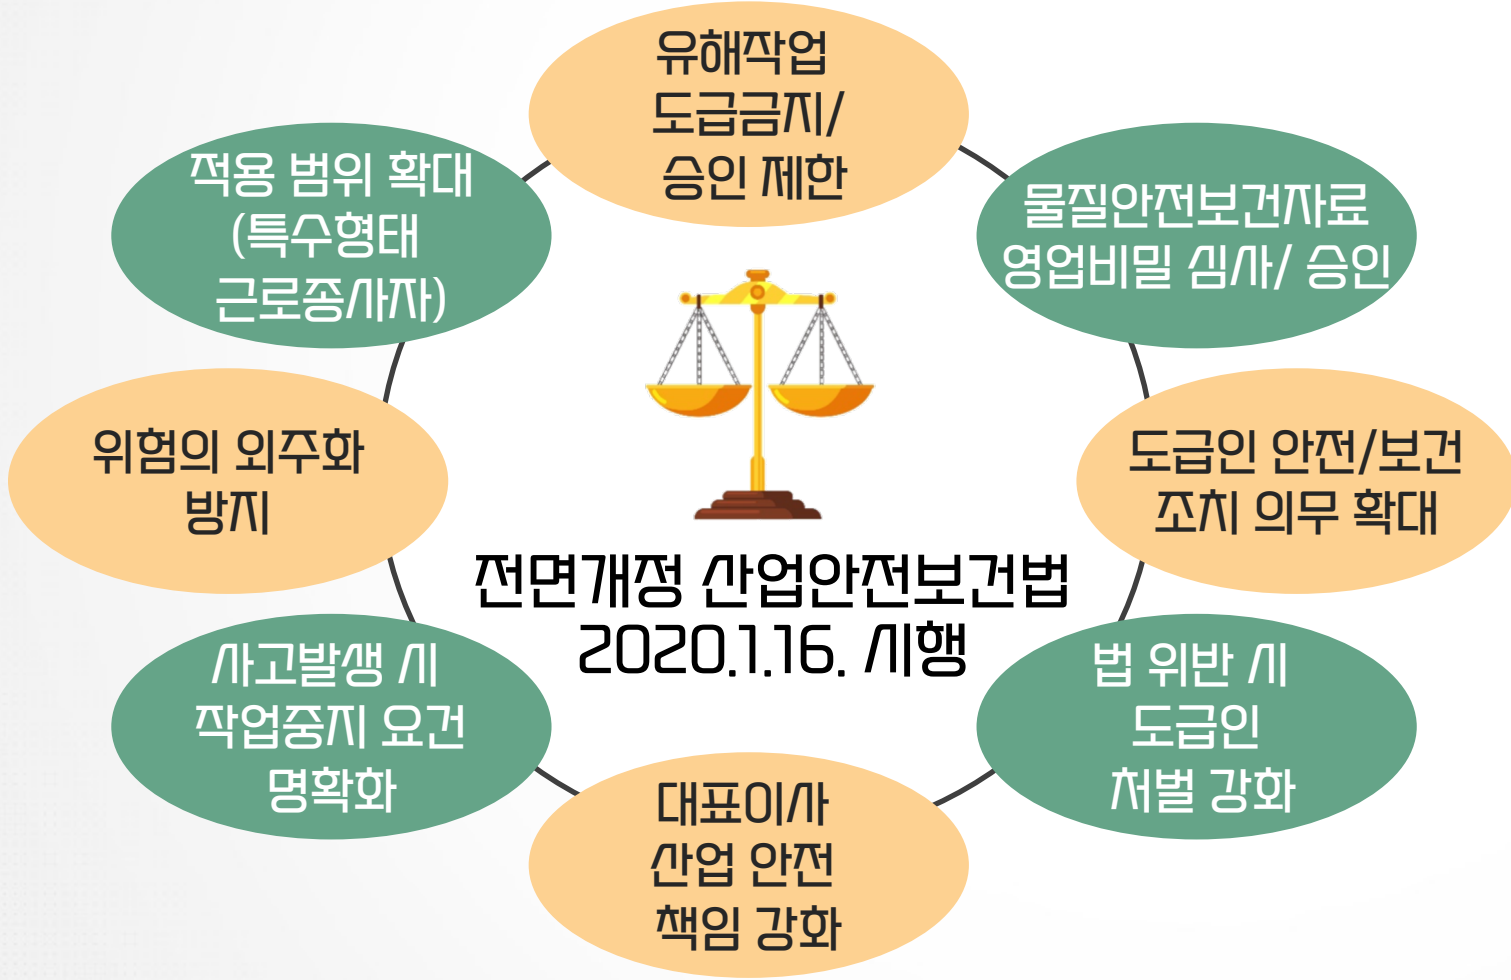 유해작업
도급금지/
승인 제한
물질안전보건자료
영업비밀 심사/ 승인
도급인 안전/보건
조치 의무 확대
법 위반 시
도급인
처벌 강화
대표이사
산업 안전
책임 강화
사고발생 시
작업중지 요건
명확화
위험의 외주화
방지
적용 범위 확대
(특수형태
근로종사자)
전면개정 산업안전보건법
2020.1.16. 시행